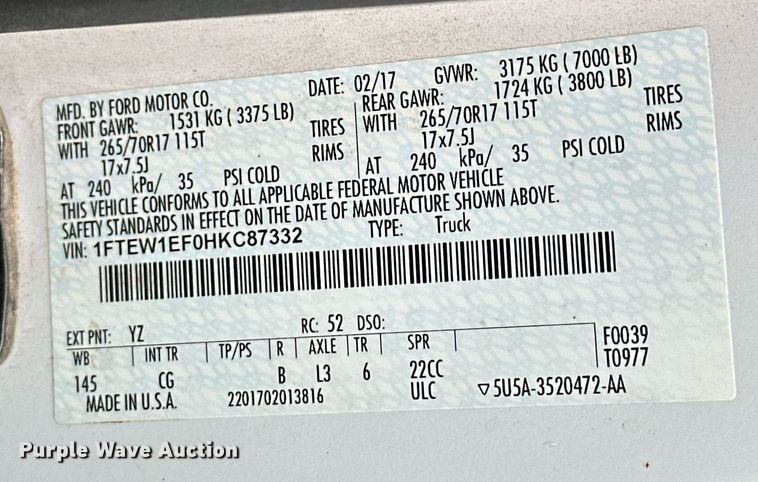 MFD. BY FORD MOTOR CO. DATE: 02/17 GVWR: 3175 KG ( 7000 LB)
FRONT GAWR: 1531 KG ( 3375 LB) REAR GAWR: 1724 KG ( 3800 LB)
WITH 265/70R17 115T TIRES WITH 265/70R17 115T TIRES
17x7.5J RIMS 17x7.5J RIMS
AT 240 kPa/ 35 PSI COLD AT 240 kPa/ 35 PSI COLD
THIS VEHICLE CONFORMS TO ALL APPLICABLE FEDERAL MOTOR VEHICLE
SAFETY STANDARDS IN EFFECT ON THE DATE OF MANUFACTURE SHOWN ABOVE.
VIN: 1FTEW1EF0HKC87332 TYPE: Truck
EXT PNT: YZ RC: 52 DSO:
WB INT TR TP/PS R AXLE TR SPR F0039
145 CG B L3 6 22CC T0977
MADE IN U.S.A. 2201702013816 ULC ▽5U5A-3520472-AA
Purple Wave Auction